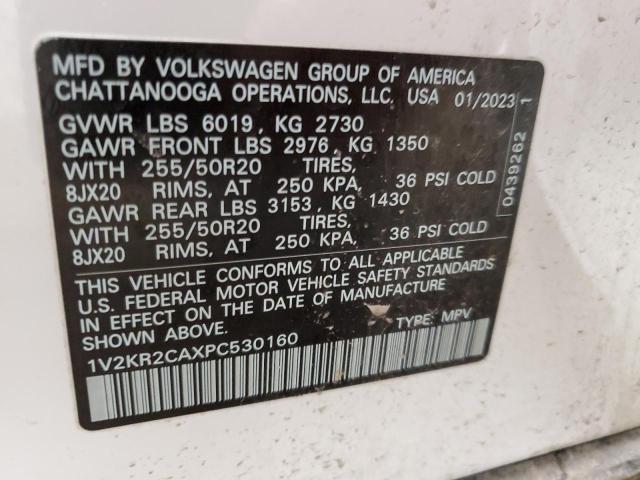 MFD BY VOLKSWAGEN GROUP OF AMERICA
CHATTANOOGA OPERATIONS, LLC. USA 01/2023
GVWR LBS 6019, KG 2730
GAWR FRONT LBS 2976, KG 1350
WITH 255/50R20 TIRES,
8JX20 RIMS, AT 250 KPA, 36 PSI COLD
GAWR REAR LBS 3153, KG 1430
WITH 255/50R20 TIRES,
8JX20 RIMS, AT 250 KPA, 36 PSI COLD
THIS VEHICLE CONFORMS TO ALL APPLICABLE
U.S. FEDERAL MOTOR VEHICLE SAFETY STANDARDS
IN EFFECT ON THE DATE OF MANUFACTURE
SHOWN ABOVE.
1V2KR2CAXPC530160 TYPE: MPV
0439262 1